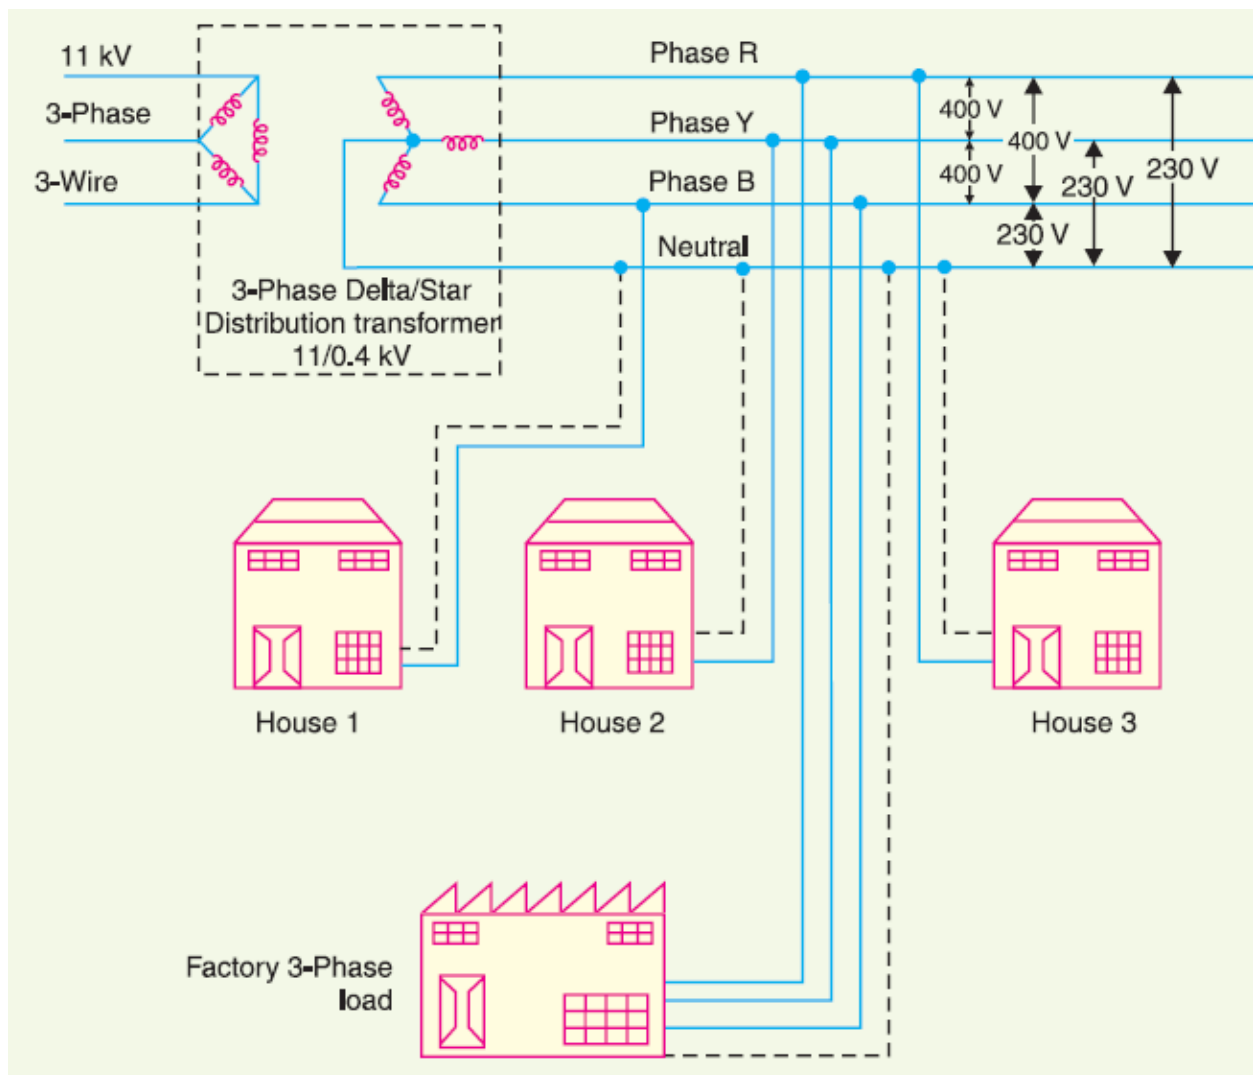 11 kV
3-Phase
3-Wire
3-Phase Delta/Star
Distribution transformer
11/0.4 kV
Phase R
Phase Y
Phase B
Neutral
400 V
400 V
400 V
230 V
230 V
230 V
House 1
House 2
House 3
Factory 3-Phase
load